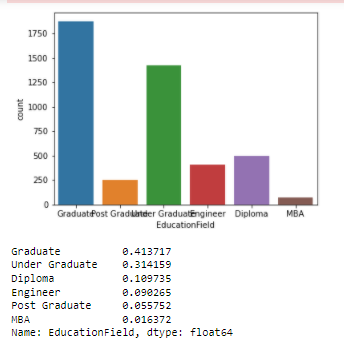 1750
1500
1250
1000
750
500
250
0
count
Graduate Post Graduate Under Graduate Engineer Diploma MBA
EducationField
Graduate 0.413717
Under Graduate 0.314159
Diploma 0.109735
Engineer 0.090265
Post Graduate 0.055752
MBA 0.016372
Name: EducationField, dtype: float64